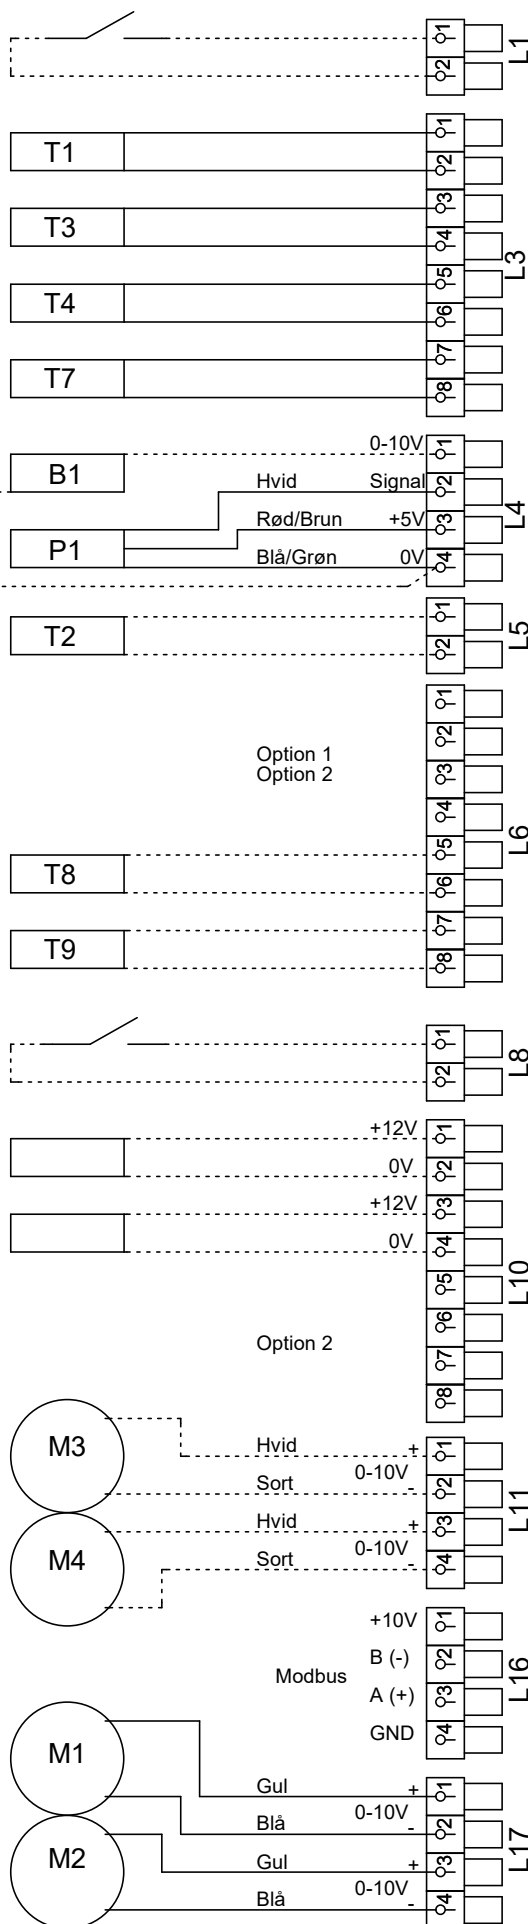 1
2
L1
T1
1
2
T3
3
4
T4
5
6
T7
7
8
L3
B1
0-10V
1
Hvid Signal 2
P1
Rød/Brun +5V 3
Blå/Grøn 0V 4
L4
T2
1
2
L5
1
2
Option 1
Option 2
3
4
T8
5
6
T9
7
8
L6
1
2
L8
+12V 1
0V 2
+12V 3
0V 4
5
6
Option 2
7
8
L10
M3
Hvid + 1
0-10V
Sort - 2
M4
Hvid + 3
0-10V
Sort - 4
L11
+10V 1
B (-) 2
Modbus
A (+) 3
GND 4
L16
M1
Gul + 1
0-10V
Blå - 2
M2
Gul + 3
0-10V
Blå - 4
L17